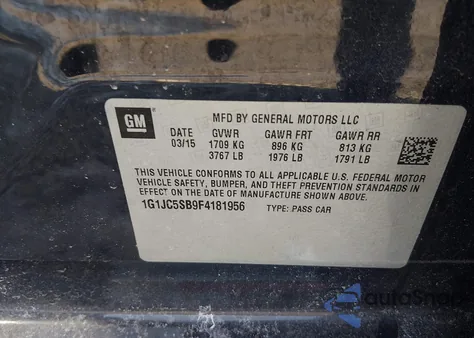 GM
MFD BY GENERAL MOTORS LLC
DATE GVWR GAWR FRT GAWR RR
03/15 1709 KG 896 KG 813 KG
3767 LB 1976 LB 1791 LB
THIS VEHICLE CONFORMS TO ALL APPLICABLE U.S. FEDERAL MOTOR
VEHICLE SAFETY, BUMPER, AND THEFT PREVENTION STANDARDS IN
EFFECT ON THE DATE OF MANUFACTURE SHOWN ABOVE.
1G1JC5SB9F4181956 TYPE: PASS CAR
autoSnap